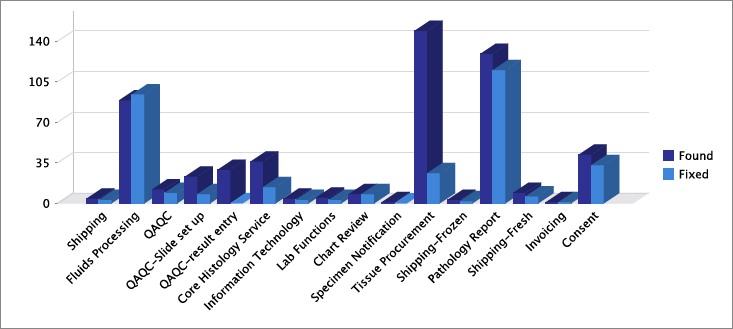 140
105
70
35
0
Found
Fixed
Shipping
Fluids Processing
QAQC
QAQC-Slide set up
QAQC-result entry
Core Histology Service
Information Technology
Lab Functions
Chart Review
Specimen Notification
Tissue Procurement
Shipping-Frozen
Pathology Report
Shipping-Fresh
Invoicing
Consent